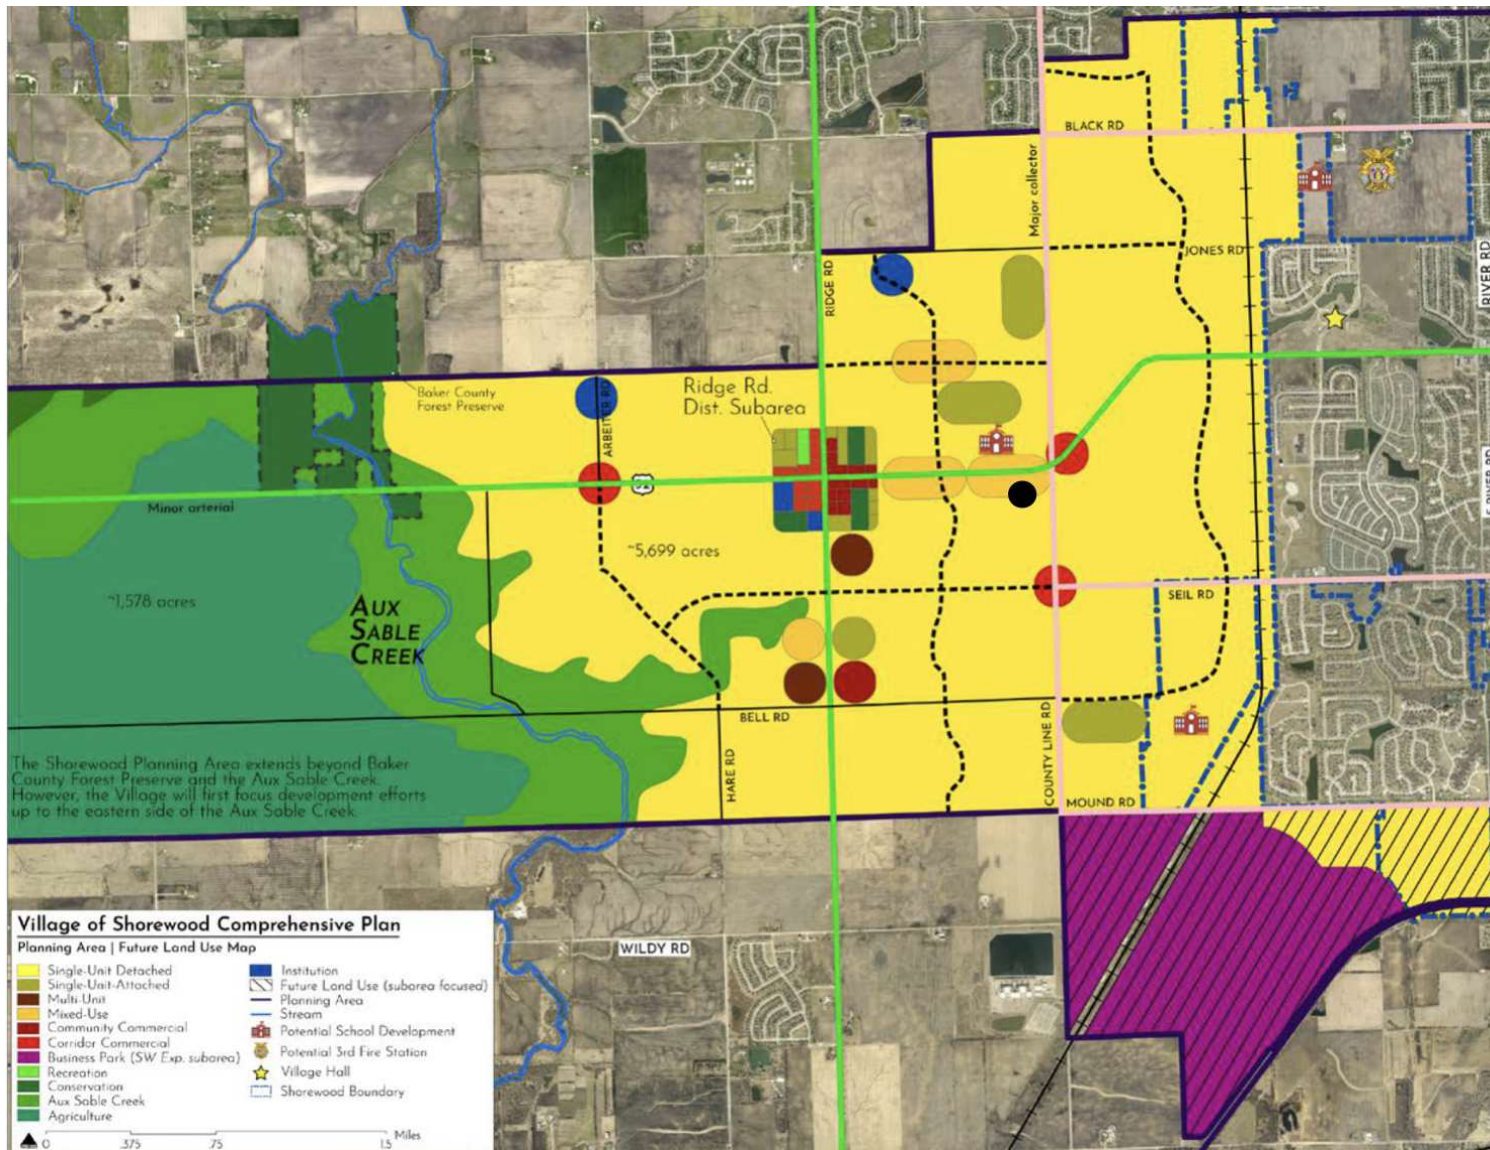 BLACK RD
Major collector
JONES RD
RIVER RD
RIDGE RD
Ridge Rd.
Dist. Subarea
Baker County
Forest Preserve
ARBEITER RD
Minor arterial
~5,699 acres
~1,578 acres
AUX
SABLE
CREEK
SEIL RD
BELL RD
HARE RD
COUNTY LINE RD
MOUND RD
The Shorewood Planning Area extends beyond Baker
County Forest Preserve and the Aux Sable Creek.
However, the Village will first focus development efforts
up to the eastern side of the Aux Sable Creek.
WILDY RD
Village of Shorewood Comprehensive Plan
Planning Area | Future Land Use Map
Single-Unit Detached
Single-Unit-Attached
Multi-Unit
Mixed-Use
Community Commercial
Corridor Commercial
Business Park (SW Exp. subarea)
Recreation
Conservation
Aux Sable Creek
Agriculture
Institution
Future Land Use (subarea focused)
Planning Area
Stream
Potential School Development
Potential 3rd Fire Station
Village Hall
Shorewood Boundary
0 .375 .75 1.5 Miles